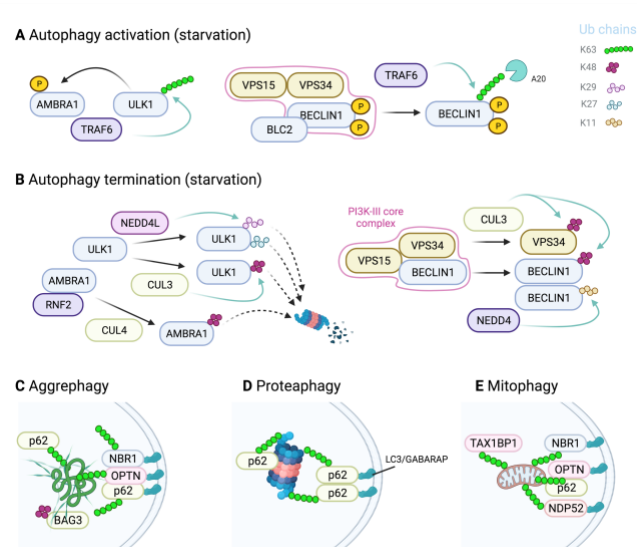 A Autophagy activation (starvation)
Ub chains
K63
K48
K29
K27
K11
P
AMBRA1
ULK1
TRAF6
VPS15
VPS34
BECLIN1
P
P
BLC2
TRAF6
A20
BECLIN1
P
P
B Autophagy termination (starvation)
NEDD4L
ULK1
ULK1
ULK1
AMBRA1
RNF2
CUL3
CUL4
AMBRA1
PI3K-III core
complex
VPS34
VPS15
BECLIN1
CUL3
VPS34
BECLIN1
BECLIN1
NEDD4
C Aggrephagy
p62
NBR1
OPTN
p62
BAG3
D Proteaphagy
p62
p62
p62
LC3/GABARAP
E Mitophagy
TAX1BP1
NBR1
OPTN
p62
NDP52